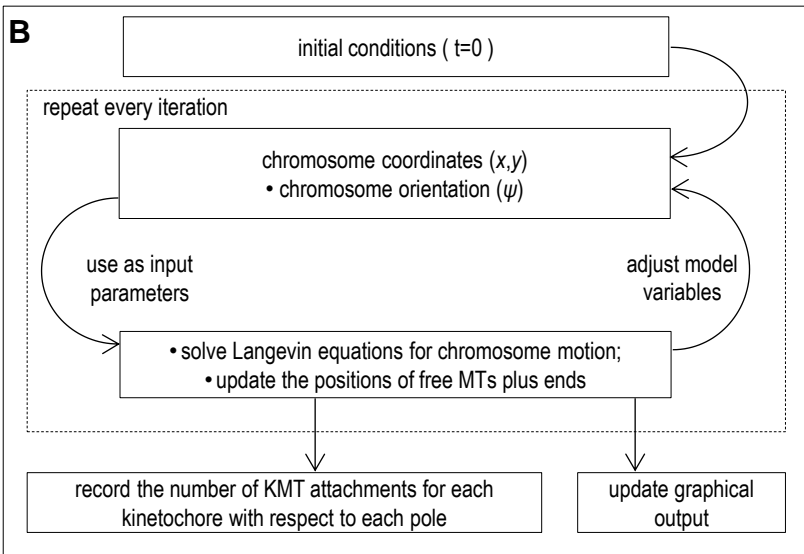 B
initial conditions ( t=0 )
repeat every iteration
chromosome coordinates (x,y)
• chromosome orientation (ψ)
use as input
parameters
adjust model
variables
• solve Langevin equations for chromosome motion;
• update the positions of free MTs plus ends
record the number of KMT attachments for each
kinetochore with respect to each pole
update graphical
output